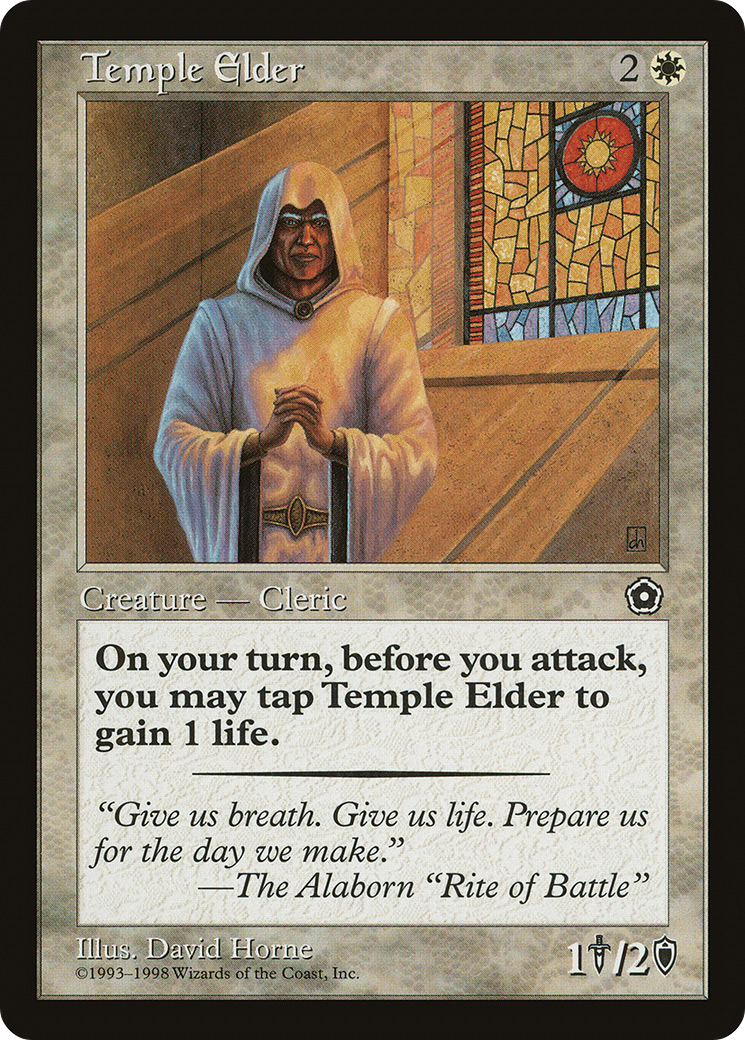 Temple Elder 2
On your turn, before you attack,
you may tap Temple Elder to
gain 1 life.
Creature — Cleric
“Give us breath. Give us life. Prepare us
for the day we make.”
—The Alaborn “Rite of Battle”
Illus. David Horne
©1993–1998 Wizards of the Coast, Inc.
1/2
dh